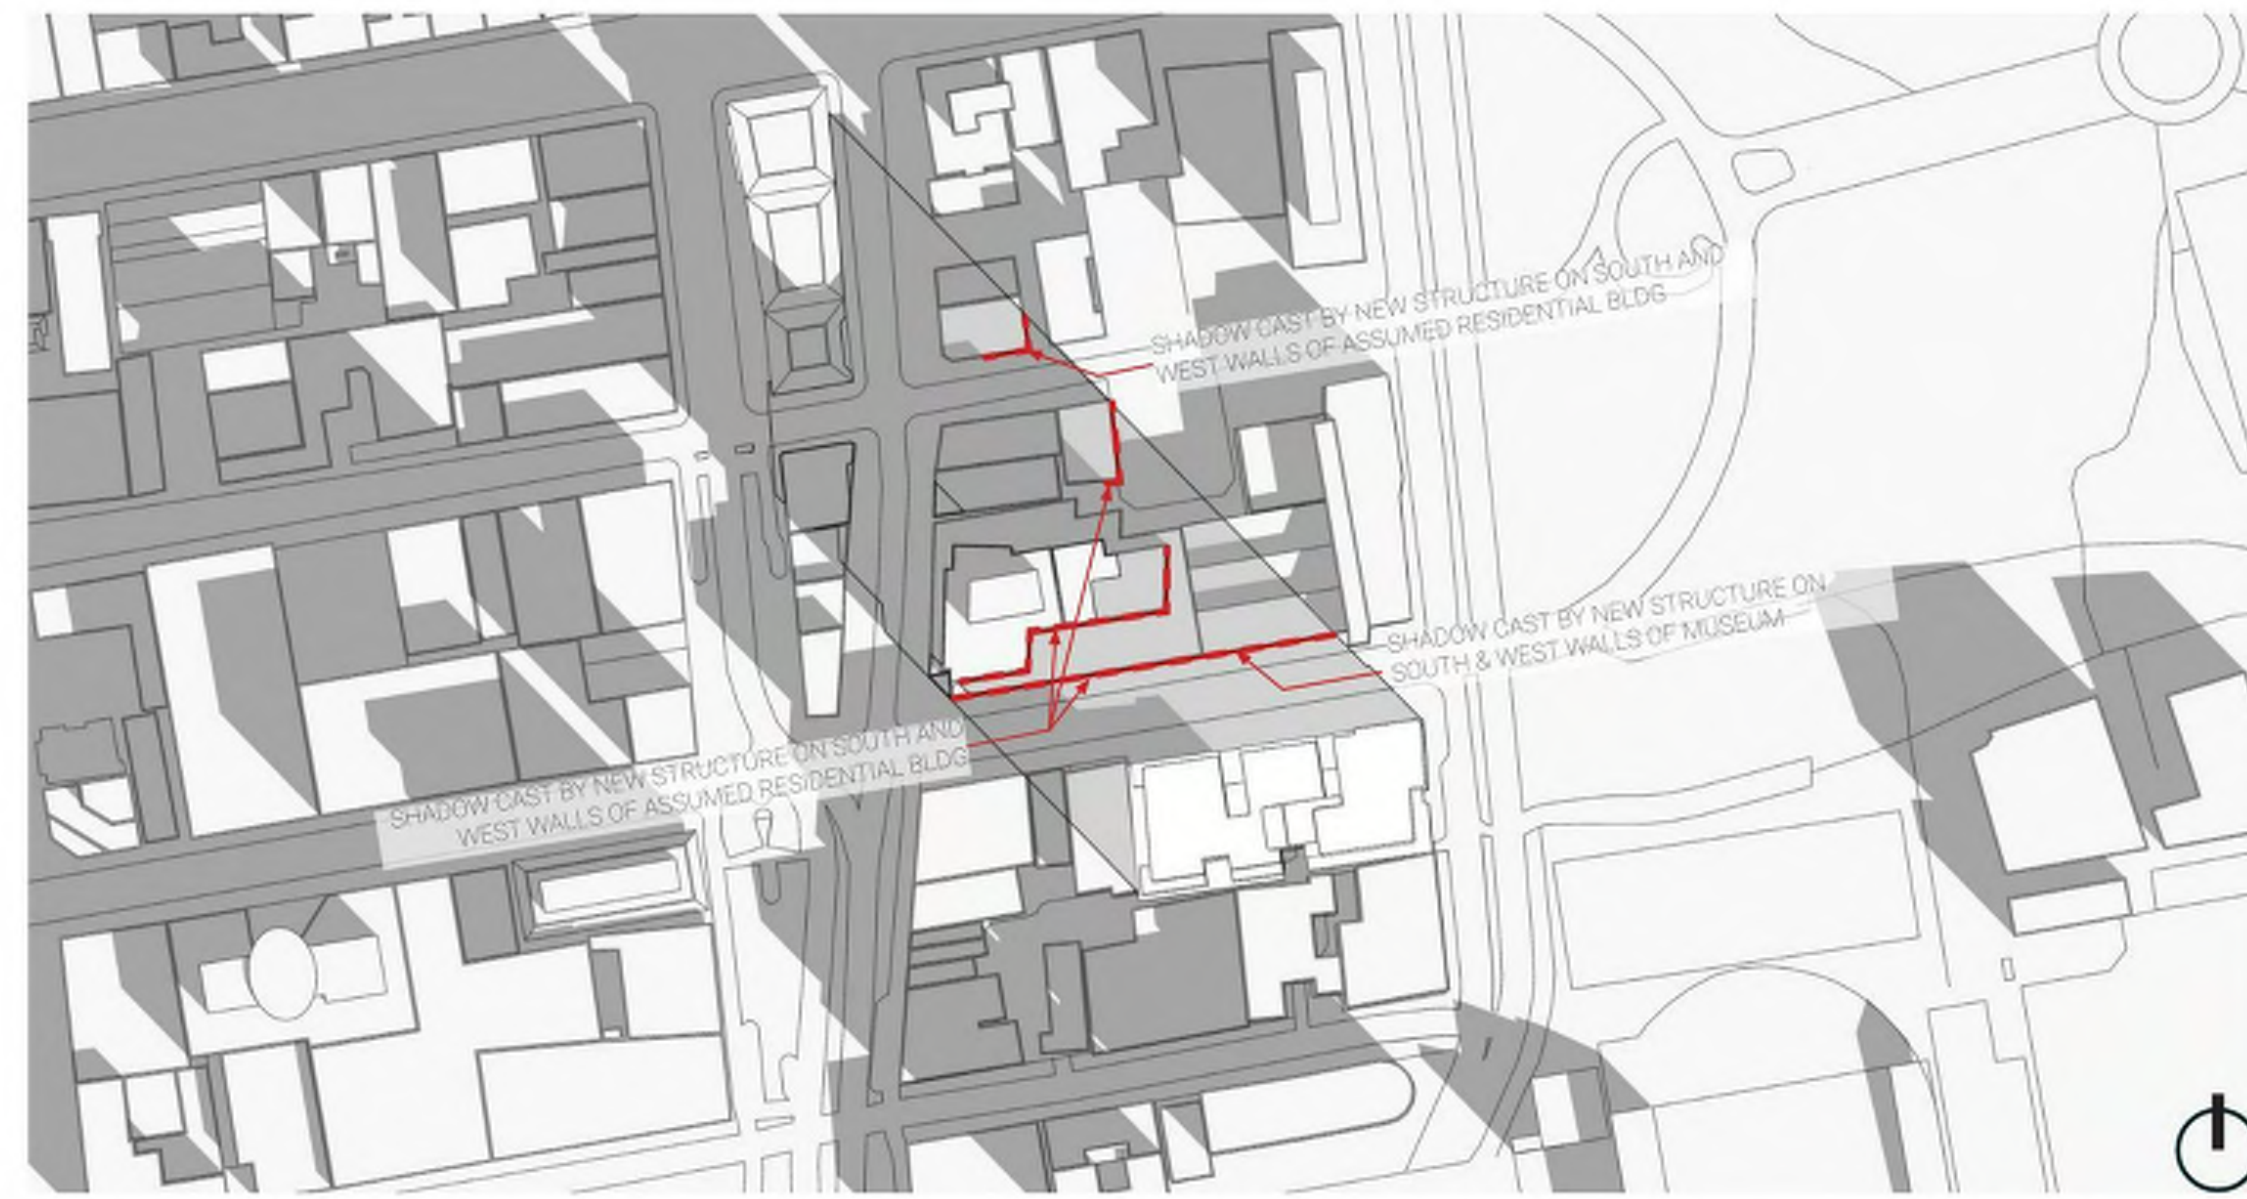 SHADOW CAST BY NEW STRUCTURE ON SOUTH AND
WEST WALLS OF ASSUMED RESIDENTIAL BLDG
SHADOW CAST BY NEW STRUCTURE ON
SOUTH & WEST WALLS OF MUSEUM
SHADOW CAST BY NEW STRUCTURE ON SOUTH AND
WEST WALLS OF ASSUMED RESIDENTIAL BLDG